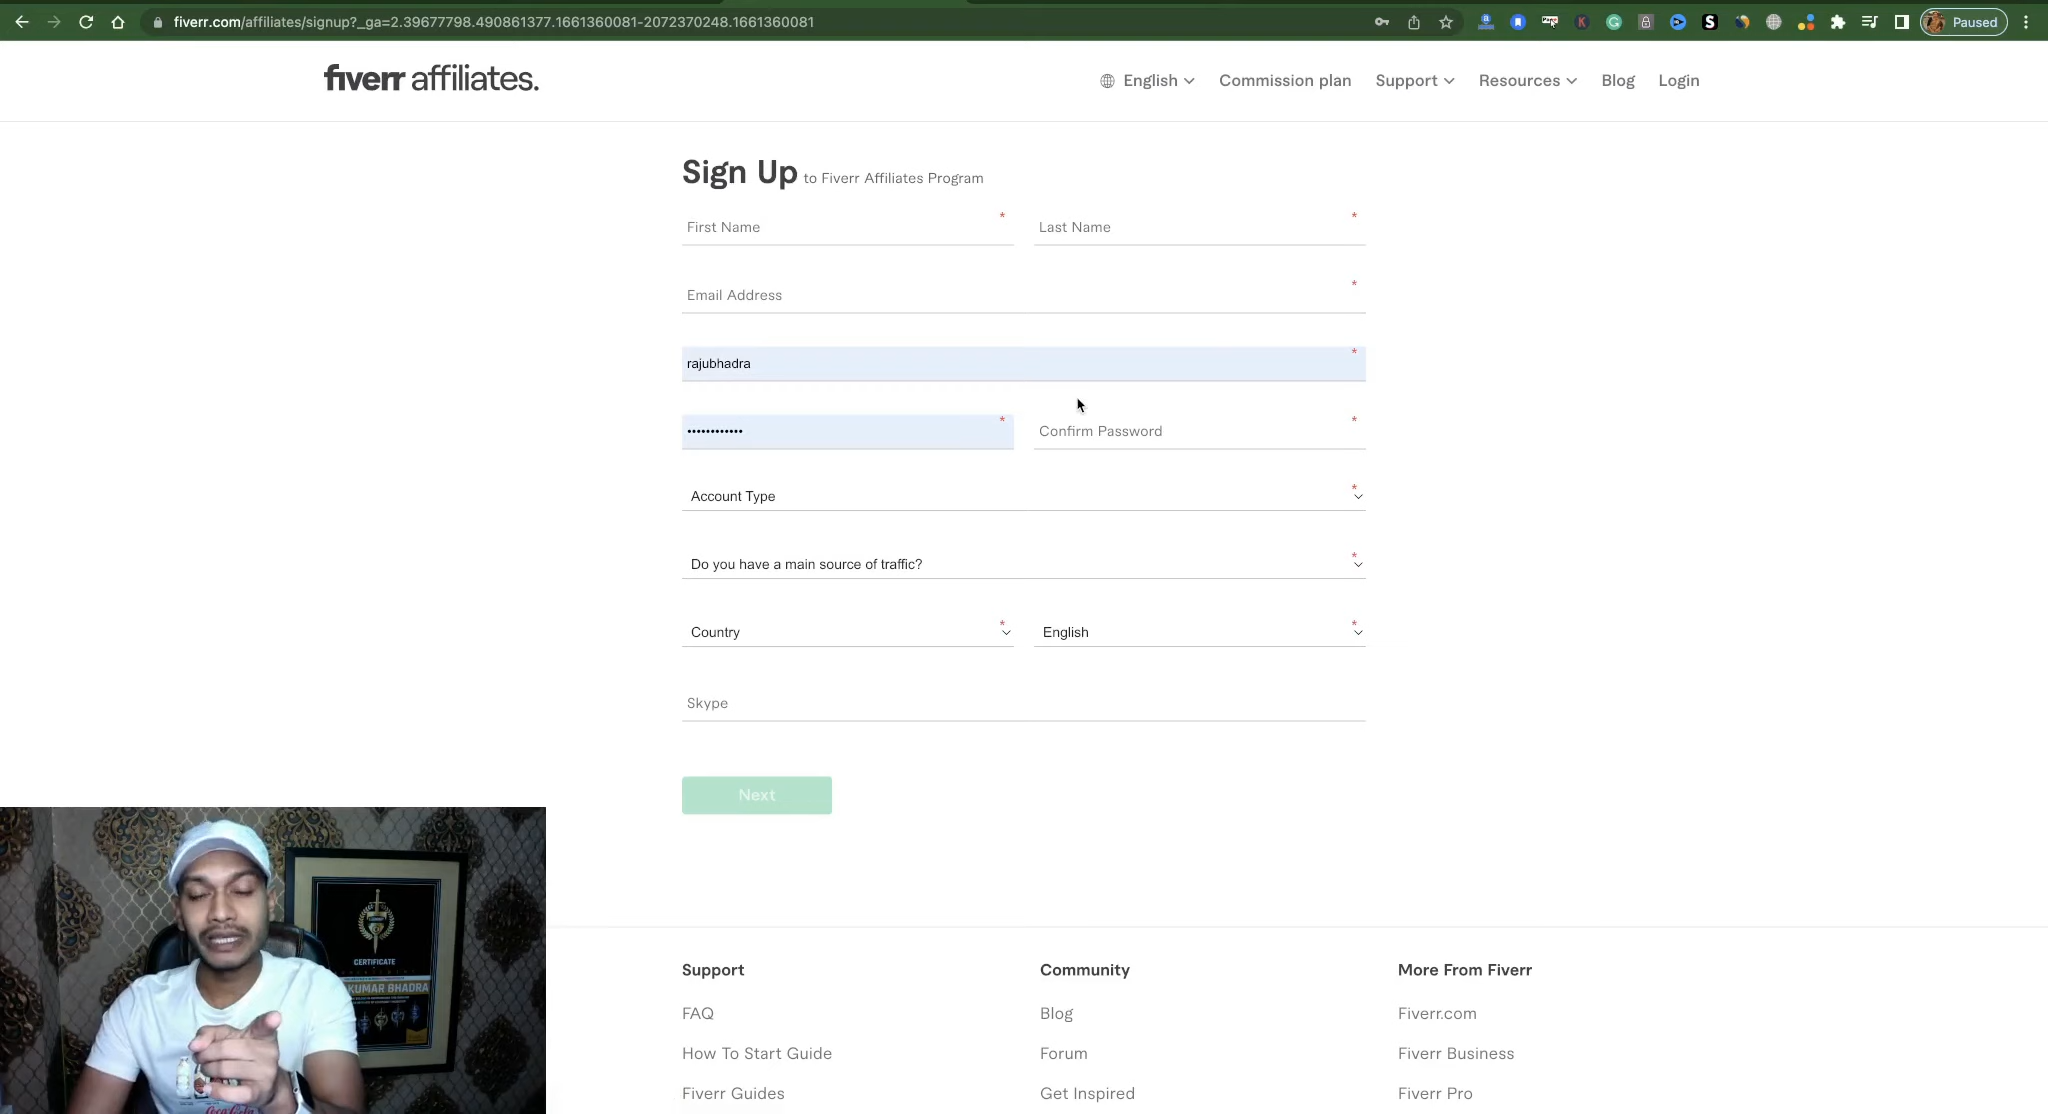 fiverr.com/affiliates/signup?_ga=2.39677798.490861377.1661360081-2072370248.1661360081
Paused
fiverr affiliates.
English
Commission plan
Support
Resources
Blog
Login
Sign Up to Fiverr Affiliates Program
First Name *
Last Name *
Email Address *
rajubhadra *
•••••••••••• *
Confirm Password *
Account Type *
Do you have a main source of traffic? *
Country *
English *
Skype
Next
Support
FAQ
How To Start Guide
Fiverr Guides
Community
Blog
Forum
Get Inspired
More From Fiverr
Fiverr.com
Fiverr Business
Fiverr Pro
CERTIFICATE
KUMAR BHADRA
Coca-Cola